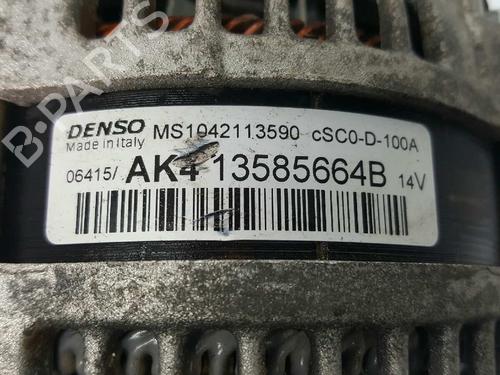 B-PARTS
DENSO MS1042113590 cSC0-D-100A
Made in Italy
06415/ AK4 13585664B 14V